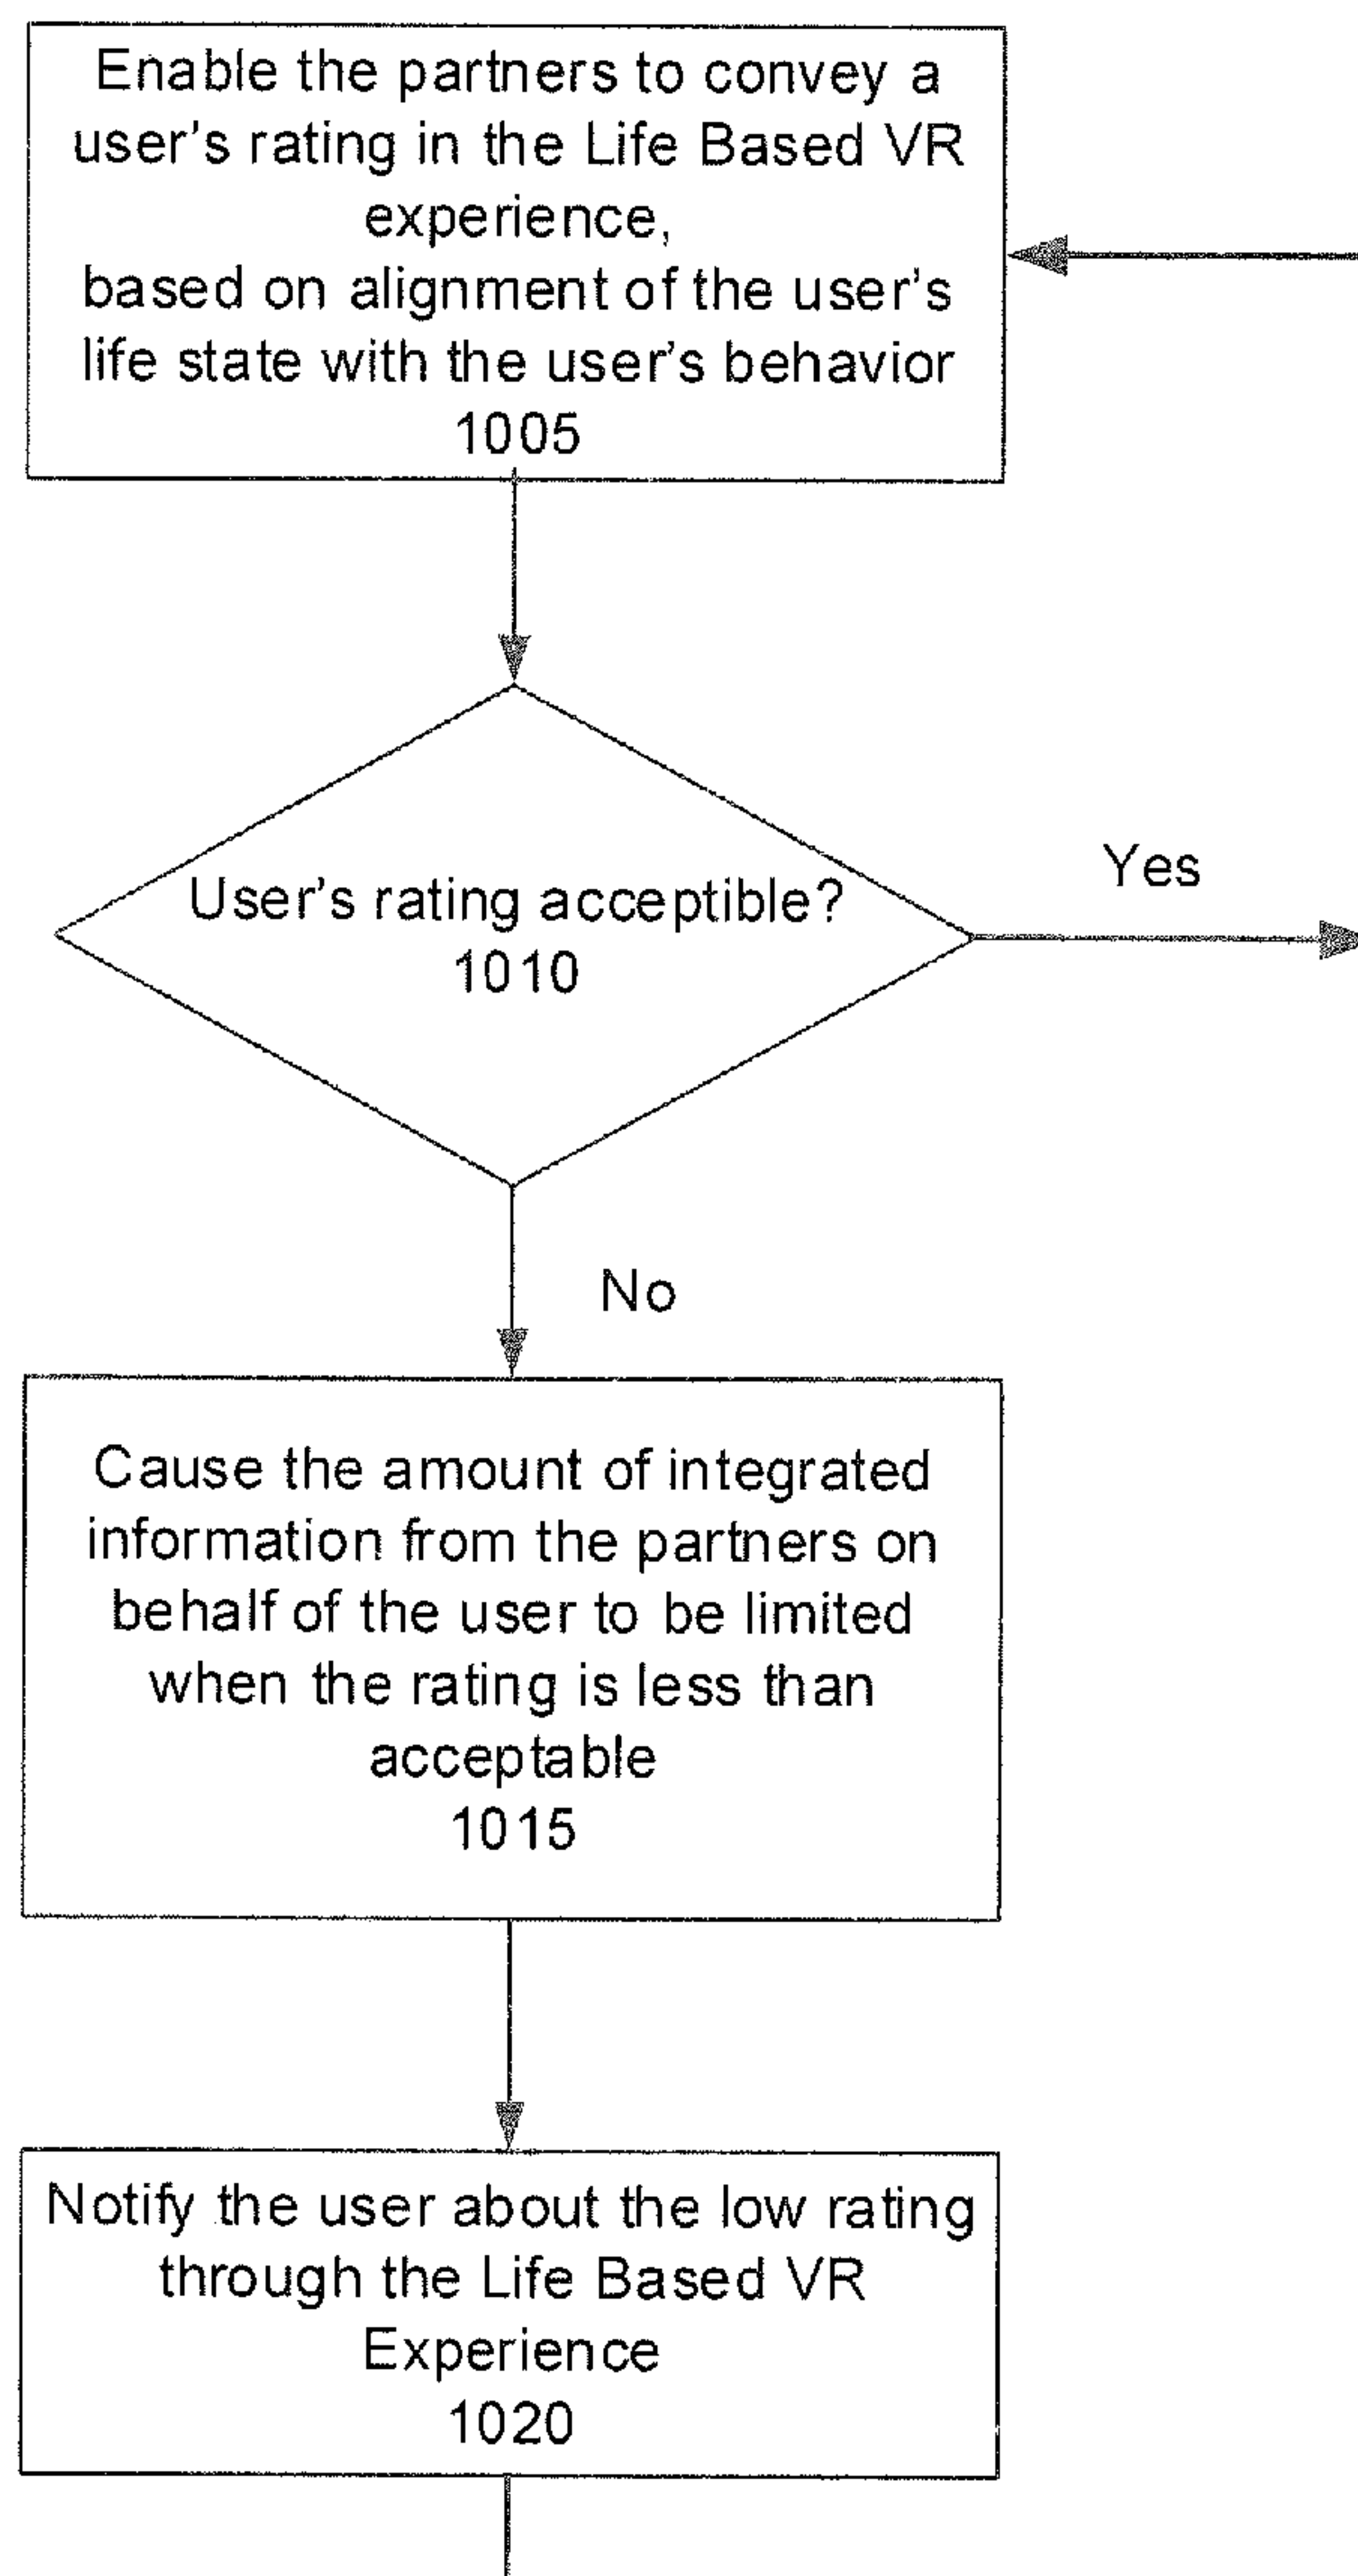 Enable the partners to convey a
user's rating in the Life Based VR
experience,
based on alignment of the user's
life state with the user's behavior
1005
User's rating acceptible?
1010
Yes
No
Cause the amount of integrated
information from the partners on
behalf of the user to be limited
when the rating is less than
acceptable
1015
Notify the user about the low rating
through the Life Based VR
Experience
1020